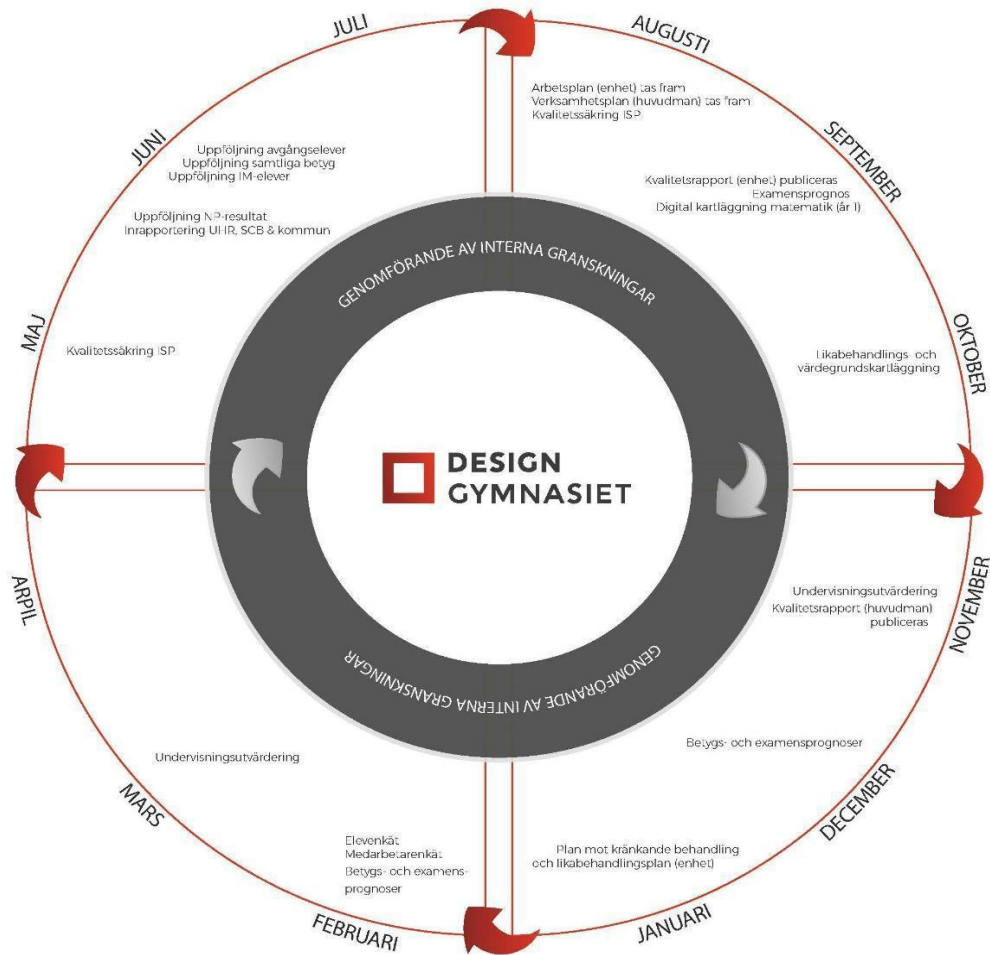 JULI
AUGUSTI
Arbetsplan (enhet) tas fram
Verksamhetsplan (huvudman) tas fram
Kvalitetssäkring ISP
SEPTEMBER
Kvalitetsrapport (enhet) publiceras
Examensprognos
Digital kartläggning matematik (år 1)
OKTOBER
Likabehandlings- och
värdegrundskartläggning
NOVEMBER
Undervisningsutvärdering
Kvalitetsrapport (huvudman)
publiceras
DECEMBER
Betygs- och examensprognoser
JANUARI
Plan mot kränkande behandling
och likabehandlingsplan (enhet)
FEBRUARI
Elevenkät
Medarbetarenkät
Betygs- och examens-
prognoser
MARS
Undervisningsutvärdering
ARPIL
MAJ
Kvalitetssäkring ISP
JUNI
Uppföljning avgångselever
Uppföljning samtliga betyg
Uppföljning IM-elever
Uppföljning NP-resultat
Inrapportering UHR, SCB & kommun
GENOMFÖRANDE AV INTERNA GRANSKNINGAR
DESIGN
GYMNASIET
GENOMFÖRANDE AV INTERNA GRANSKNINGAR